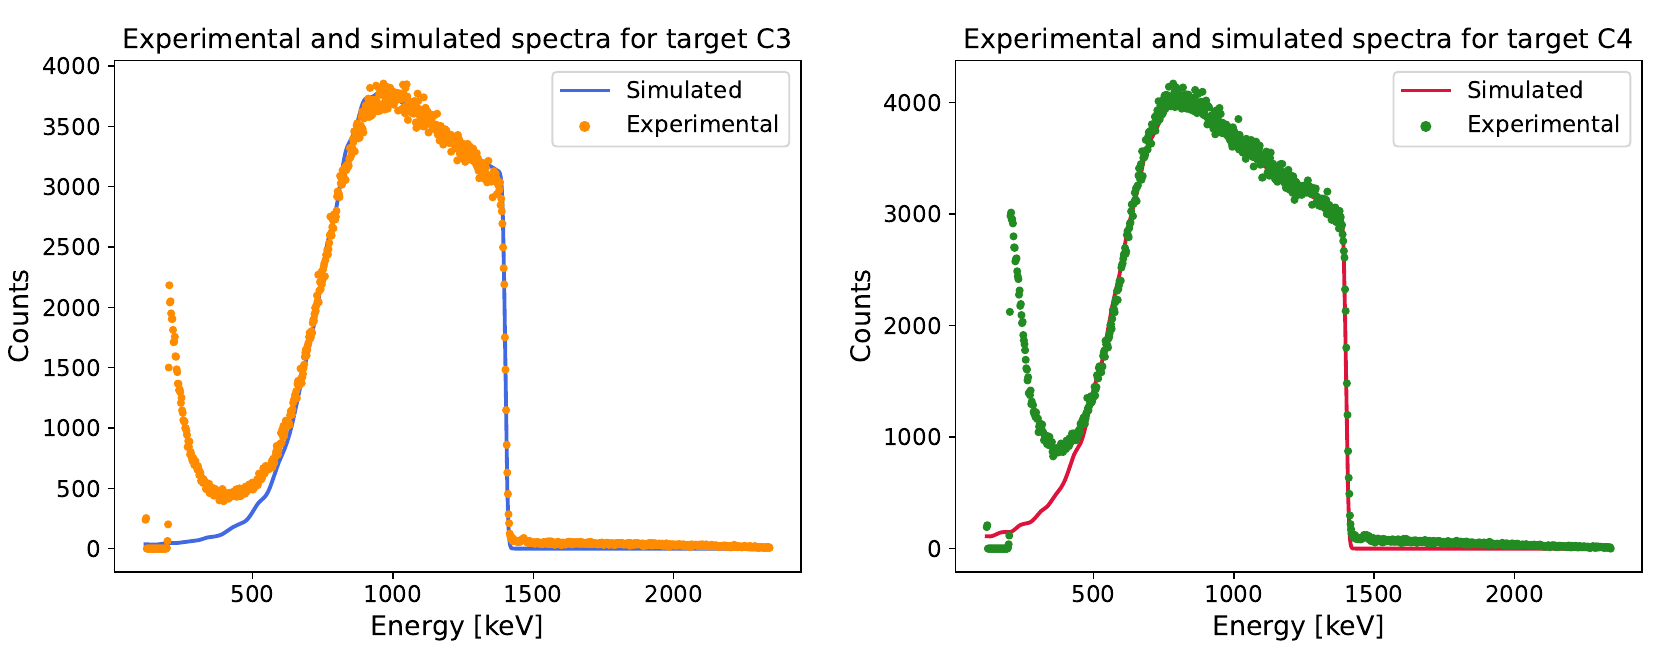 Experimental and simulated spectra for target C3
4000
3500
3000
2500
2000
1500
1000
500
0
Counts
Simulated
Experimental
500
1000
1500
2000
Energy [keV]
Experimental and simulated spectra for target C4
4000
3000
2000
1000
0
Counts
Simulated
Experimental
500
1000
1500
2000
Energy [keV]